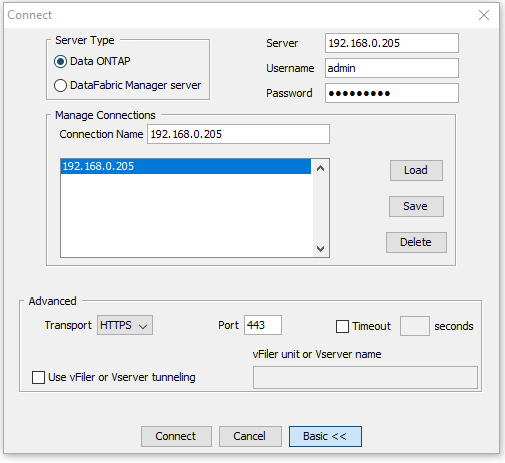 Connect
Server Type
Data ONTAP
DataFabric Manager server
Server 192.168.0.205
Username admin
Password ●●●●●●●●●
Manage Connections
Connection Name 192.168.0.205
192.168.0.205
Load
Save
Delete
Advanced
Transport HTTPS Port 443 Timeout seconds
vFiler unit or Vserver name
Use vFiler or Vserver tunneling
Connect Cancel Basic <<